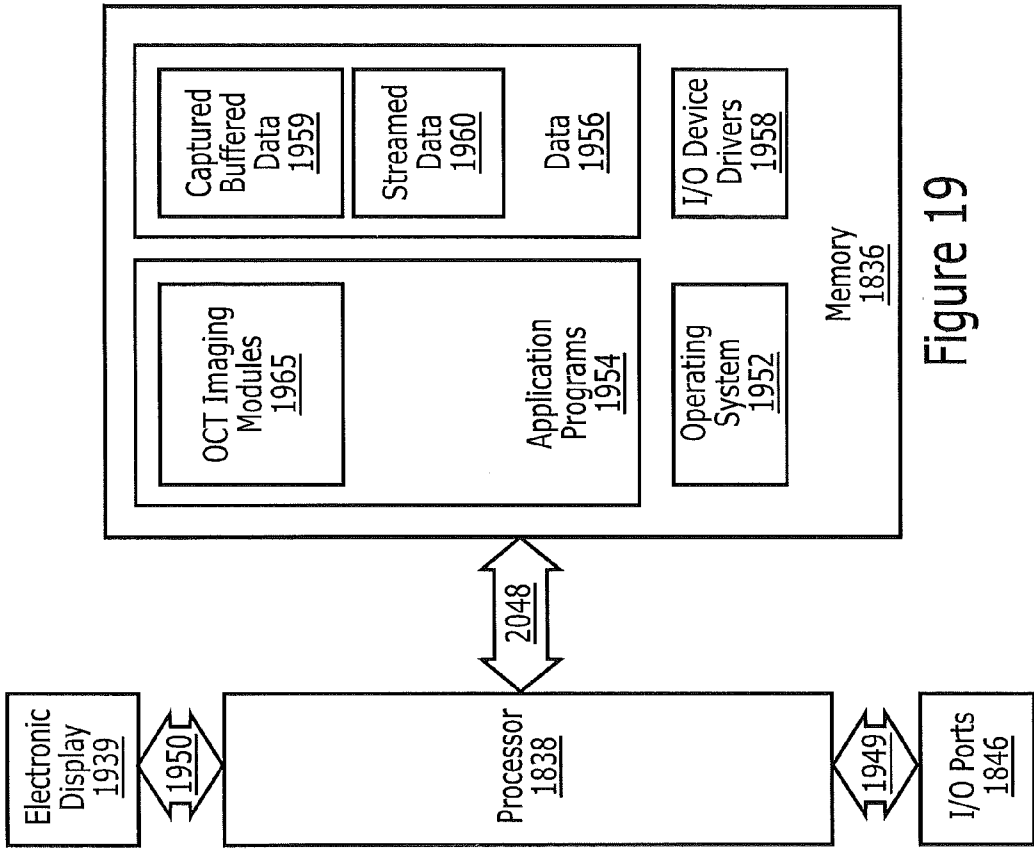 Electronic
Display
1939
1950
Processor
1838
1949
I/O Ports
1846
2048
OCT Imaging
Modules
1965
Application
Programs
1954
Captured
Buffered
Data
1959
Streamed
Data
1960
Data
1956
Operating
System
1952
I/O Device
Drivers
1958
Memory
1836
Figure 19